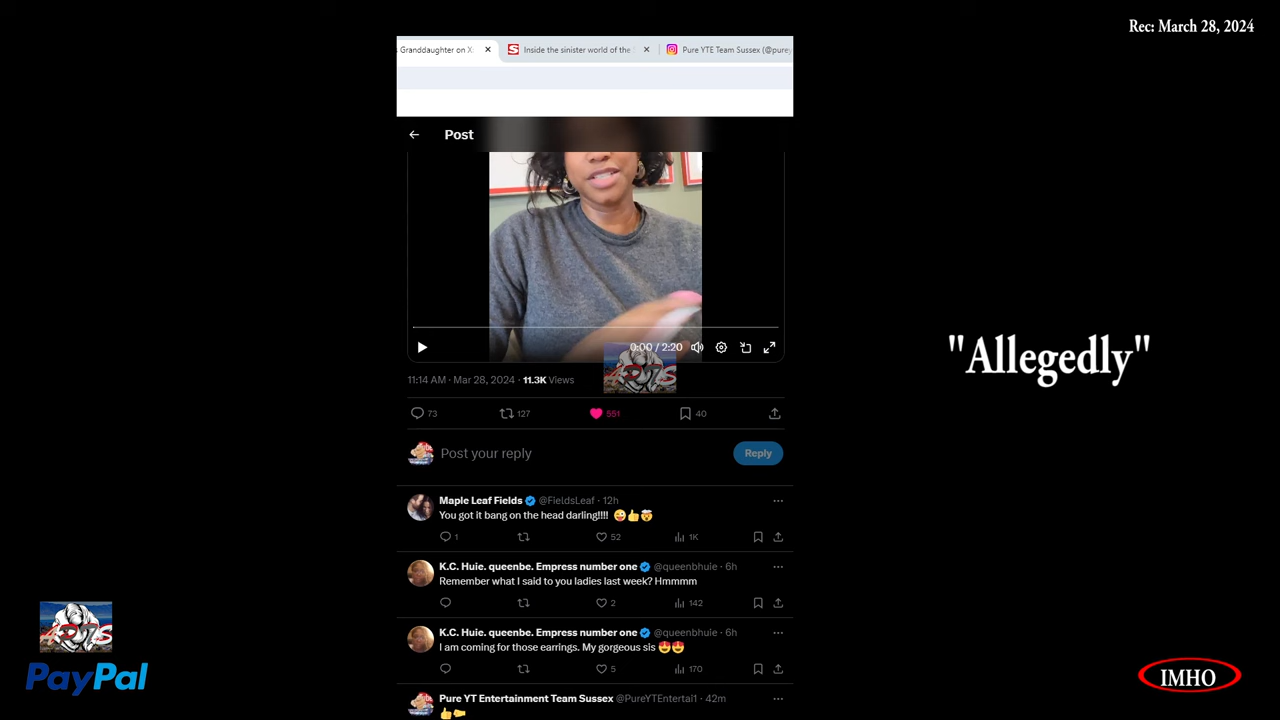 Rec: March 28, 2024
Granddaughter on X
Inside the sinister world of the
Pure YTE Team Sussex (@purey
Post
0:00 / 2:20
11:14 AM · Mar 28, 2024 · 11.3K Views
73
127
551
40
Post your reply
Reply
Maple Leaf Fields @FieldsLeaf · 12h
You got it bang on the head darling!!!! 😜👍🤯
1
52
1K
K.C. Huie. queenbe. Empress number one @queenbhuie · 6h
Remember what I said to you ladies last week? Hmmmm
2
142
K.C. Huie. queenbe. Empress number one @queenbhuie · 6h
I am coming for those earrings. My gorgeous sis 😍😍
5
170
Pure YT Entertainment Team Sussex @PureYTEntertai1 · 42m
"Allegedly"
PayPal
IMHO